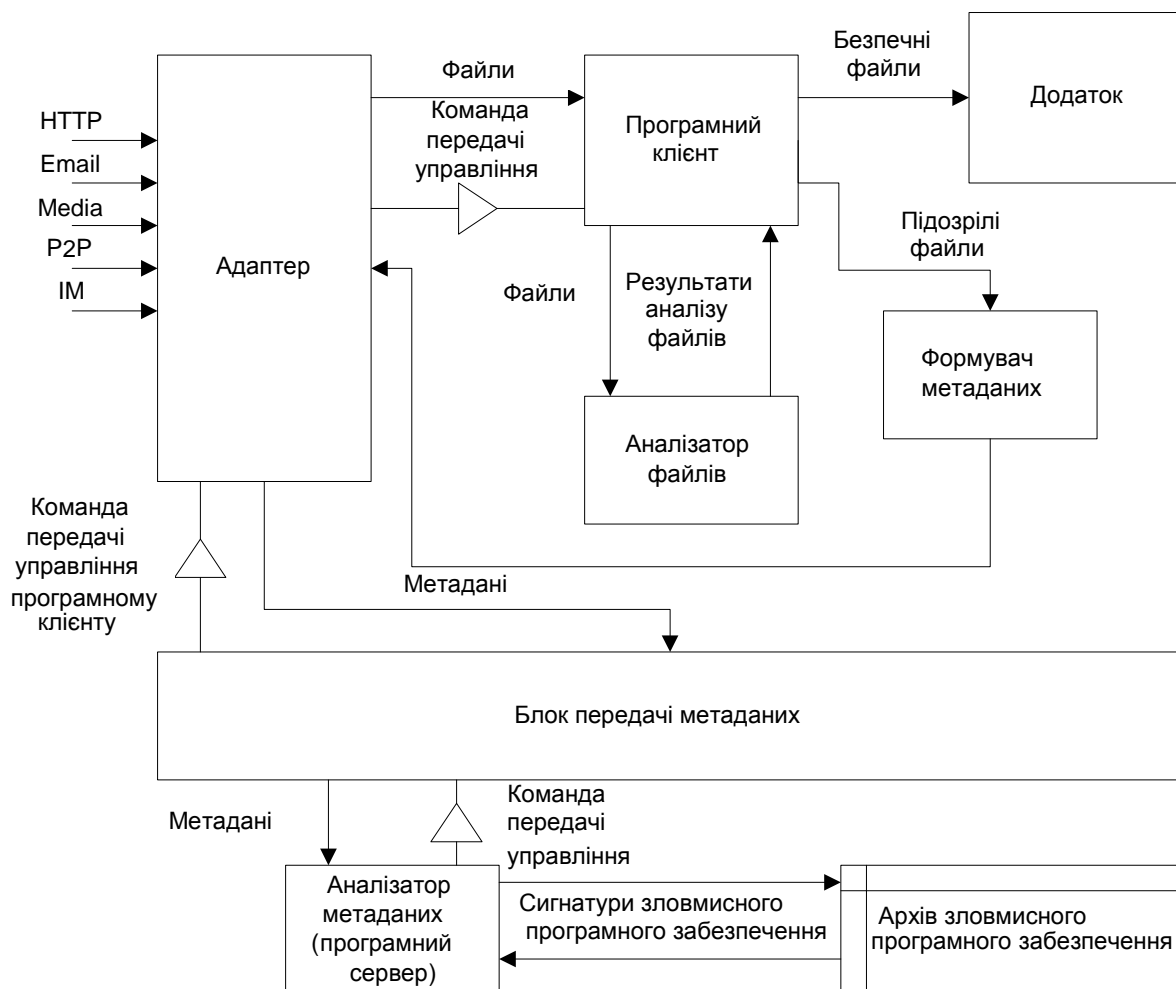 HTTP
Email
Media
P2P
IM
Адаптер
Файли
Команда
передачі
управління
Програмний
клієнт
Безпечні
файли
Додаток
Підозрілі
файли
Файли
Результати
аналізу
файлів
Формувач
метаданих
Аналізатор
файлів
Команда
передачі
управління
програмному
клієнту
Метадані
Блок передачі метаданих
Метадані
Команда
передачі
управління
Аналізатор
метаданих
(програмний
сервер)
Сигнатури зловмисного
програмного забезпечення
Архів зловмисного
програмного забезпечення